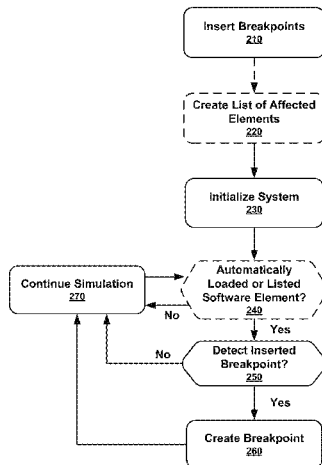 Insert Breakpoints
210
Create List of Affected
Elements
220
Initialize System
230
Automatically
Loaded or Listed
Software Element?
240
Continue Simulation
270
No
Yes
Detect Inserted
Breakpoint?
250
No
Yes
Create Breakpoint
260